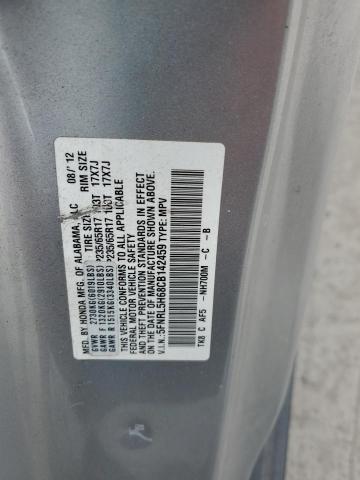 MFD. BY HONDA MFG. OF ALABAMA, LLC 08/'12
TIRE SIZE RIM SIZE
GVWR 2730KG(6019LBS)
GAWR F 1320KG(2910LBS) P235/65R17 103T 17X7J
GAWR R 1515KG(3340LBS) P235/65R17 103T 17X7J
THIS VEHICLE CONFORMS TO ALL APPLICABLE
FEDERAL MOTOR VEHICLE SAFETY, BUMPER,
AND THEFT PREVENTION STANDARDS IN EFFECT
ON THE DATE OF MANUFACTURE SHOWN ABOVE.
V.I.N.:5FNRL5H68CB142459 TYPE: MPV
TK8 C AF5 -NH700M -C -B